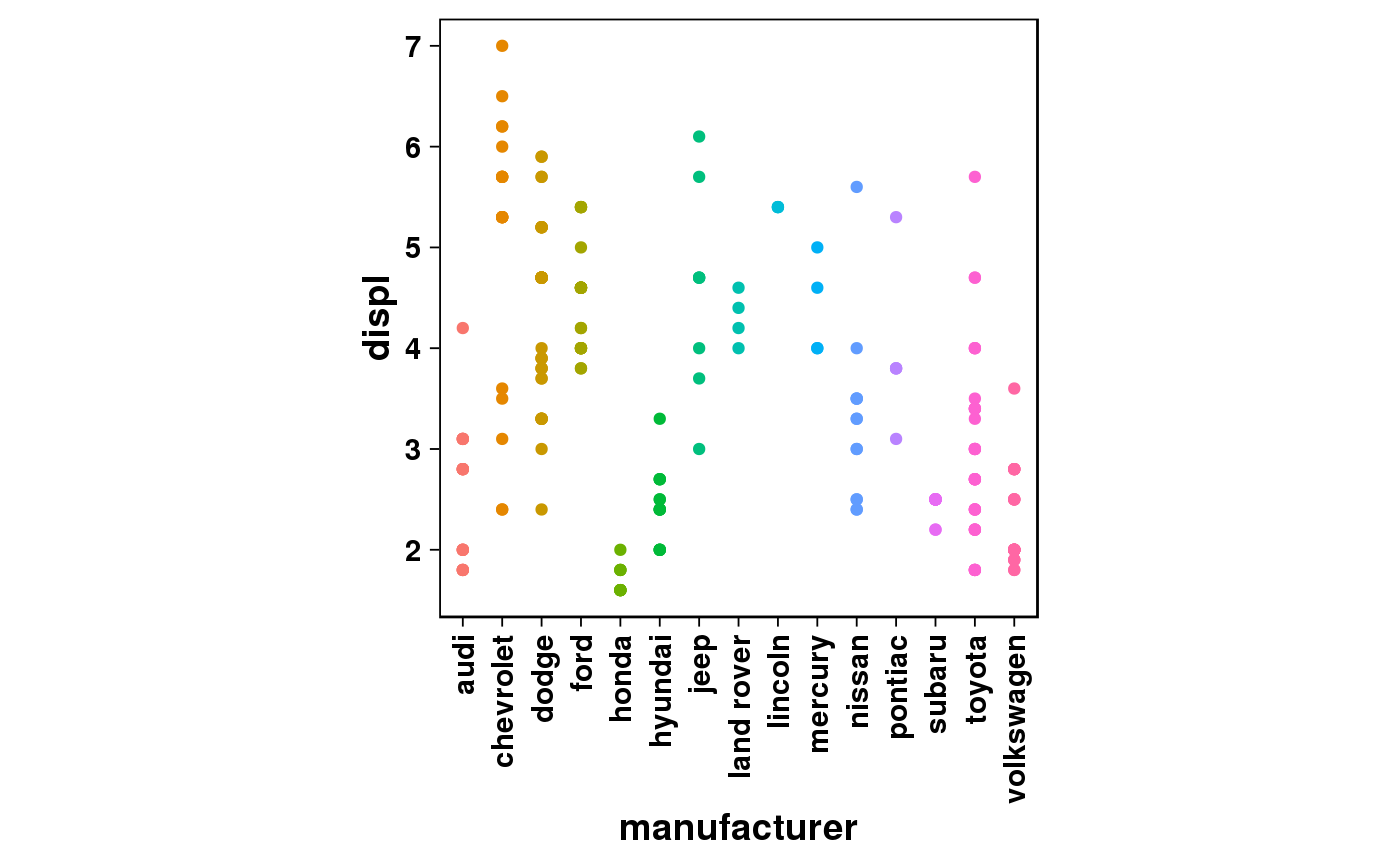 7
6
5
4
3
2
displ
audi
chevrolet
dodge
ford
honda
hyundai
jeep
land rover
lincoln
mercury
nissan
pontiac
subaru
toyota
volkswagen
manufacturer